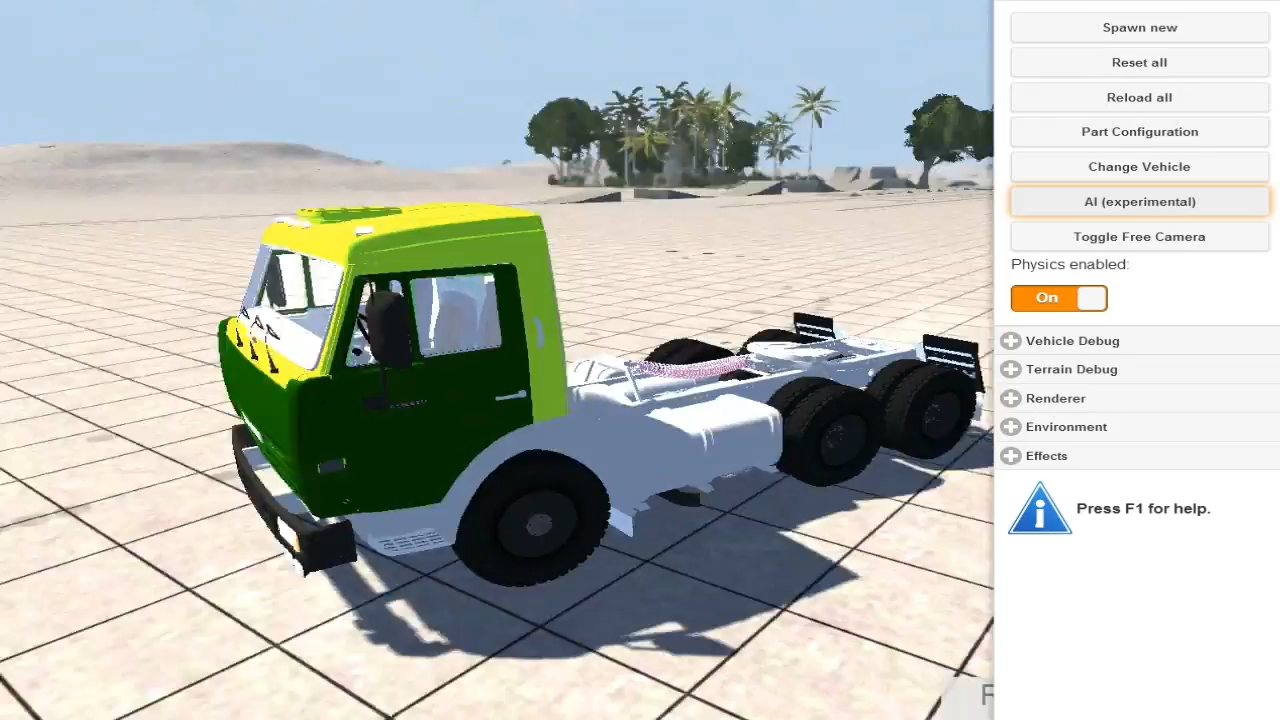 Spawn new
Reset all
Reload all
Part Configuration
Change Vehicle
AI (experimental)
Toggle Free Camera
Physics enabled:
On
Vehicle Debug
Terrain Debug
Renderer
Environment
Effects
Press F1 for help.
F